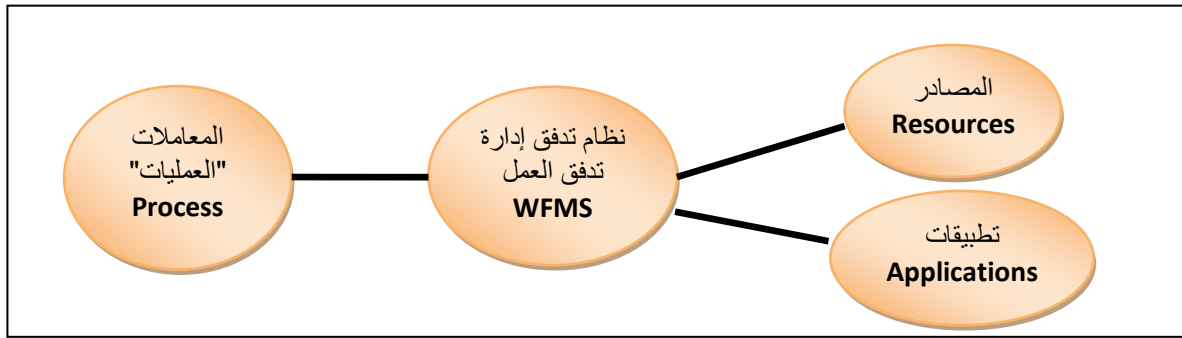 المعاملات
"العمليات"
Process
نظام تدفق إدارة
تدفق العمل
WFMS
المصادر
Resources
تطبيقات
Applications